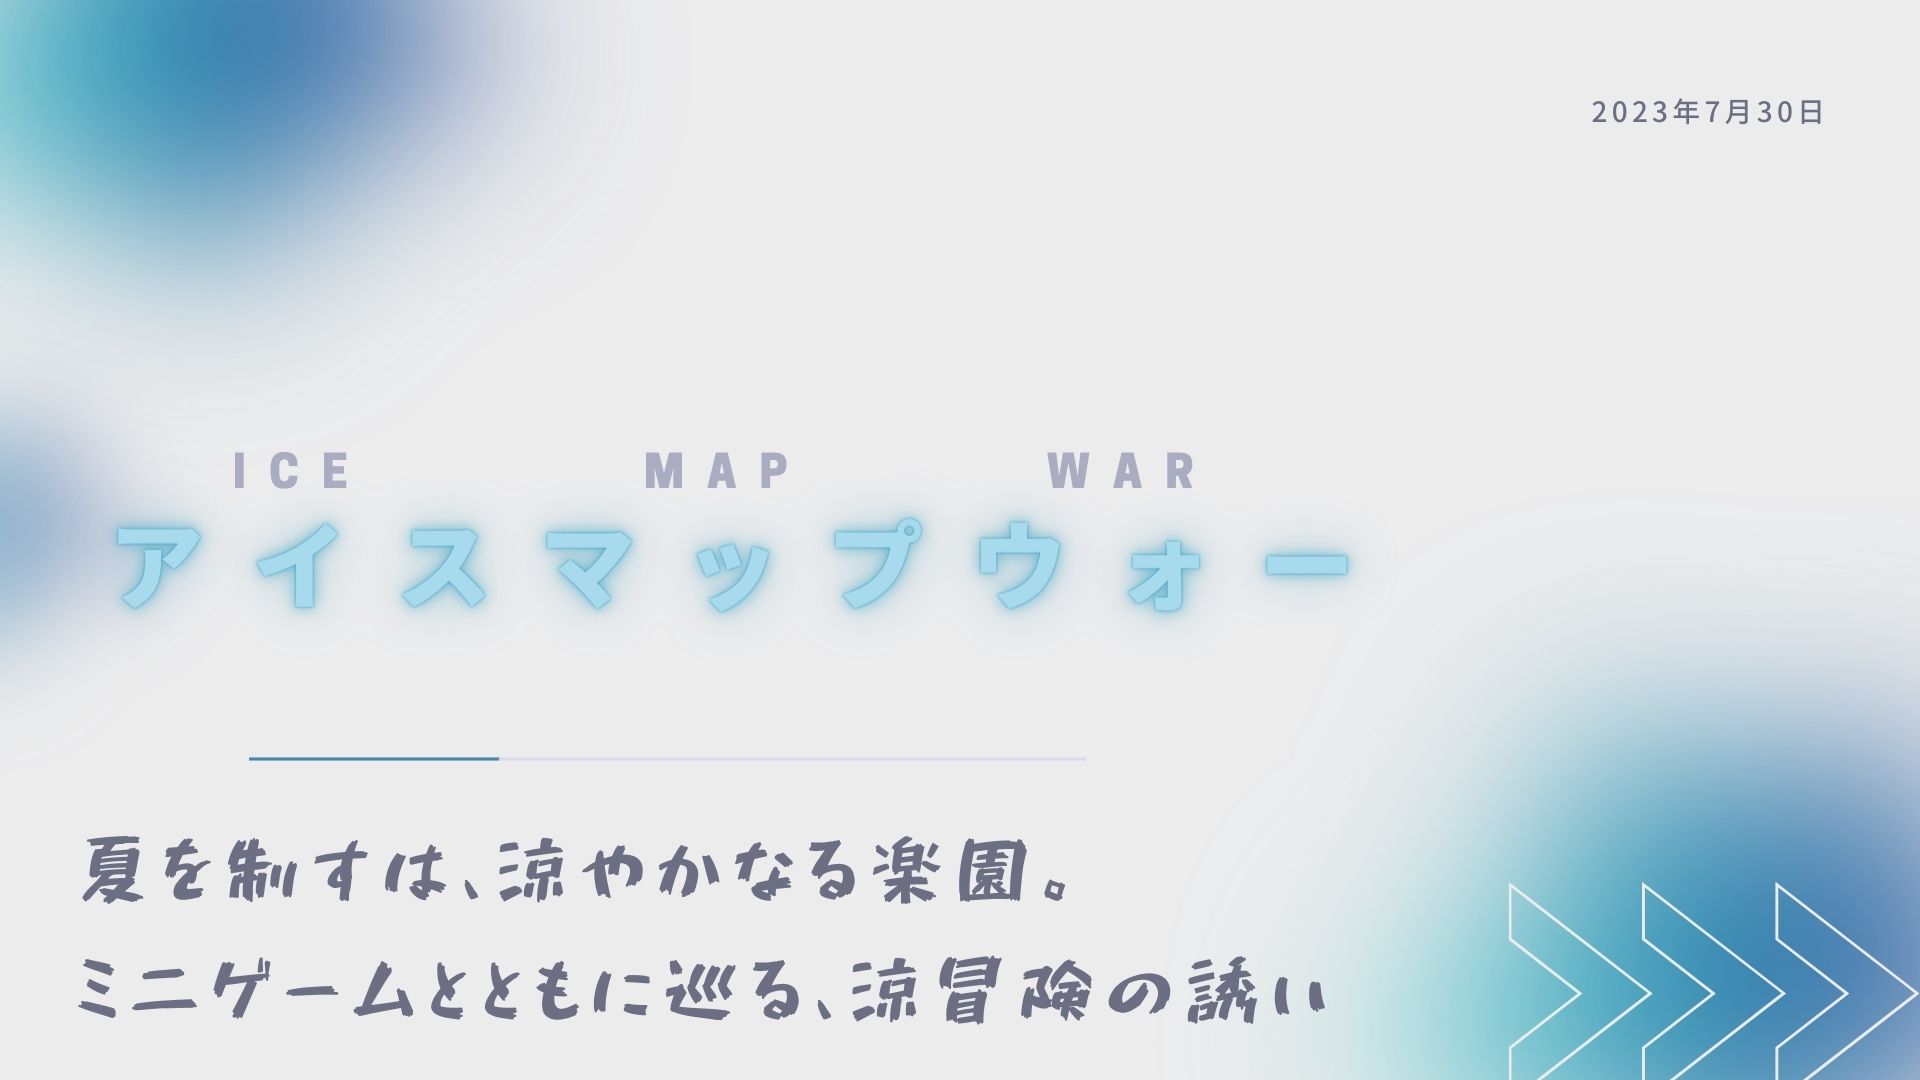 2023年7月30日
ICE MAP WAR
アイスマップウォー
夏を制すは、涼やかなる楽園。
ミニゲームとともに巡る、涼冒険の誘い